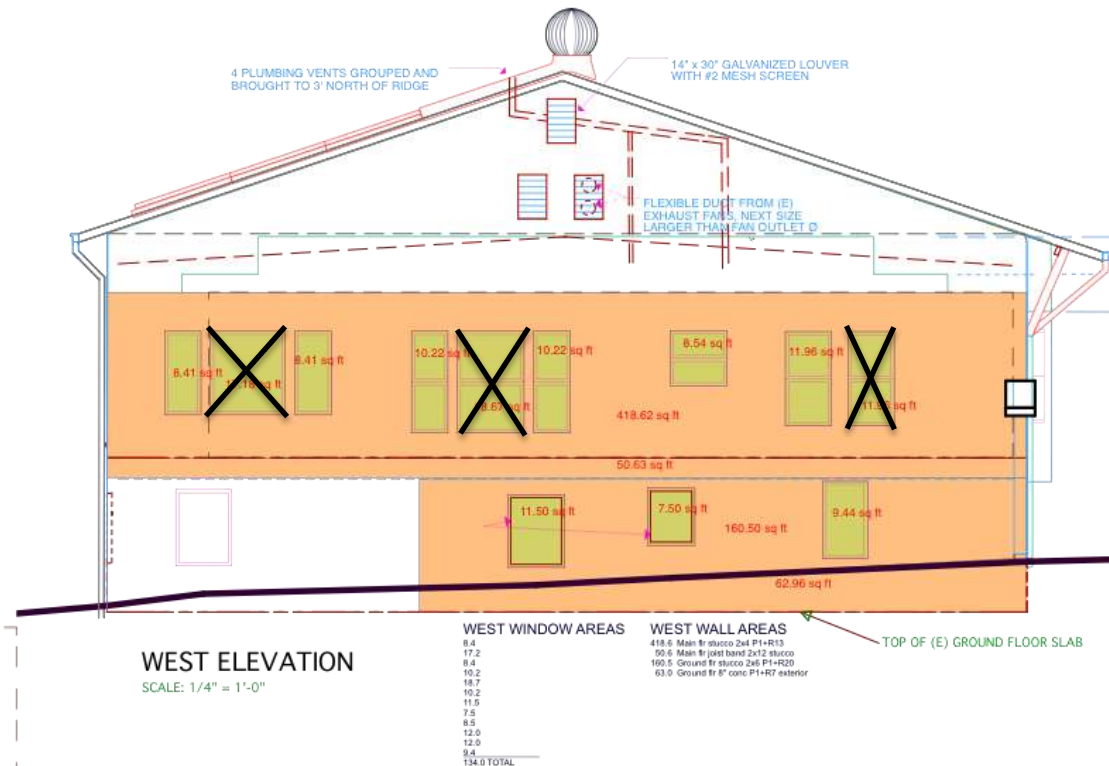 4 PLUMBING VENTS GROUPED AND
BROUGHT TO 3' NORTH OF RIDGE
14" x 30" GALVANIZED LOUVER
WITH #2 MESH SCREEN
FLEXIBLE DUCT FROM (E)
EXHAUST FANS, NEXT SIZE
LARGER THAN FAN OUTLET Ø
8.41 sq ft
sq ft
8.41 sq ft
10.22 sq ft
sq ft
10.22 sq ft
8.54 sq ft
11.96 sq ft
sq ft
418.62 sq ft
50.63 sq ft
11.50 sq ft
7.50 sq ft
160.50 sq ft
9.44 sq ft
62.96 sq ft
WEST ELEVATION
SCALE: 1/4" = 1'-0"
WEST WINDOW AREAS
8.4
17.2
8.4
10.2
18.7
10.2
11.5
7.5
8.5
12.0
12.0
9.4
134.0 TOTAL
WEST WALL AREAS
418.6 Main flr stucco 2x4 P1+R13
50.6 Main flr joist band 2x12 stucco
160.5 Ground flr stucco 2x6 P1+R20
63.0 Ground flr 8" conc P1+R7 exterior
TOP OF (E) GROUND FLOOR SLAB